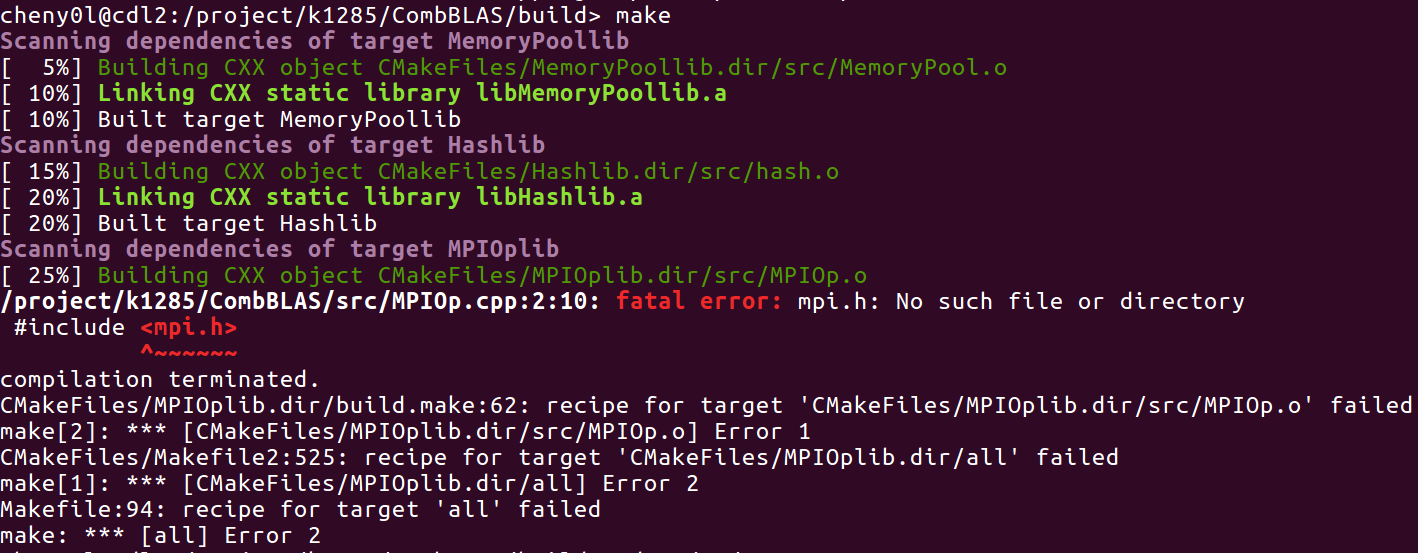 cheny0l@cdl2:/project/k1285/CombBLAS/build> make
Scanning dependencies of target MemoryPoollib
[  5%] Building CXX object CMakeFiles/MemoryPoollib.dir/src/MemoryPool.o
[ 10%] Linking CXX static library libMemoryPoollib.a
[ 10%] Built target MemoryPoollib
Scanning dependencies of target Hashlib
[ 15%] Building CXX object CMakeFiles/Hashlib.dir/src/hash.o
[ 20%] Linking CXX static library libHashlib.a
[ 20%] Built target Hashlib
Scanning dependencies of target MPIOplib
[ 25%] Building CXX object CMakeFiles/MPIOplib.dir/src/MPIOp.o
/project/k1285/CombBLAS/src/MPIOp.cpp:2:10: fatal error: mpi.h: No such file or directory
 #include <mpi.h>
          ^~~~~~~
compilation terminated.
CMakeFiles/MPIOplib.dir/build.make:62: recipe for target 'CMakeFiles/MPIOplib.dir/src/MPIOp.o' failed
make[2]: *** [CMakeFiles/MPIOplib.dir/src/MPIOp.o] Error 1
CMakeFiles/Makefile2:525: recipe for target 'CMakeFiles/MPIOplib.dir/all' failed
make[1]: *** [CMakeFiles/MPIOplib.dir/all] Error 2
Makefile:94: recipe for target 'all' failed
make: *** [all] Error 2